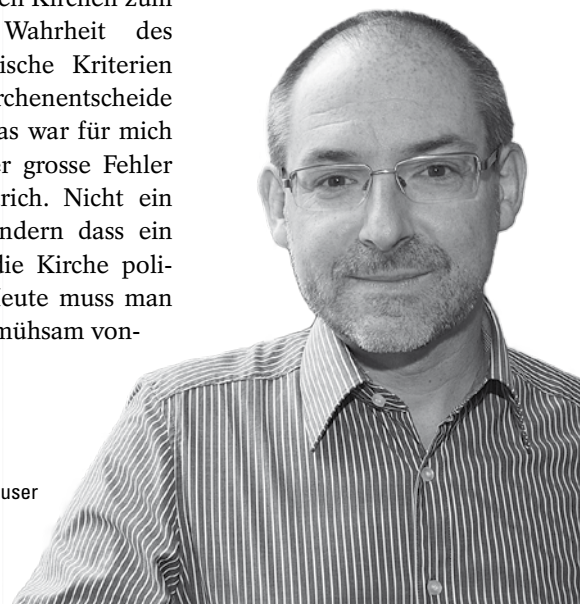 en Kirchen zum
Wahrheit des
ische Kriterien
rchenentscheide
as war für mich
er grosse Fehler
rich. Nicht ein
ndern dass ein
die Kirche poli-
eute muss man
mühsam von-
user